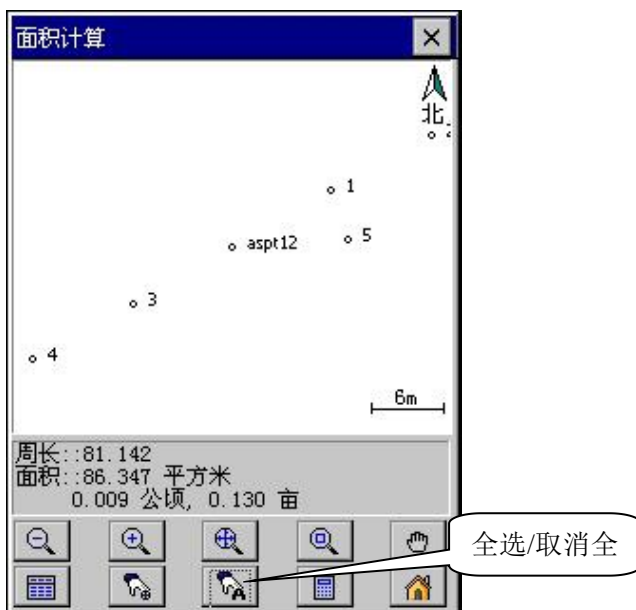 面积计算
北
1
5
aspt12
3
4
6m
周长::81.142
面积::86.347 平方米
0.009 公顷, 0.130 亩
A
全选/取消全